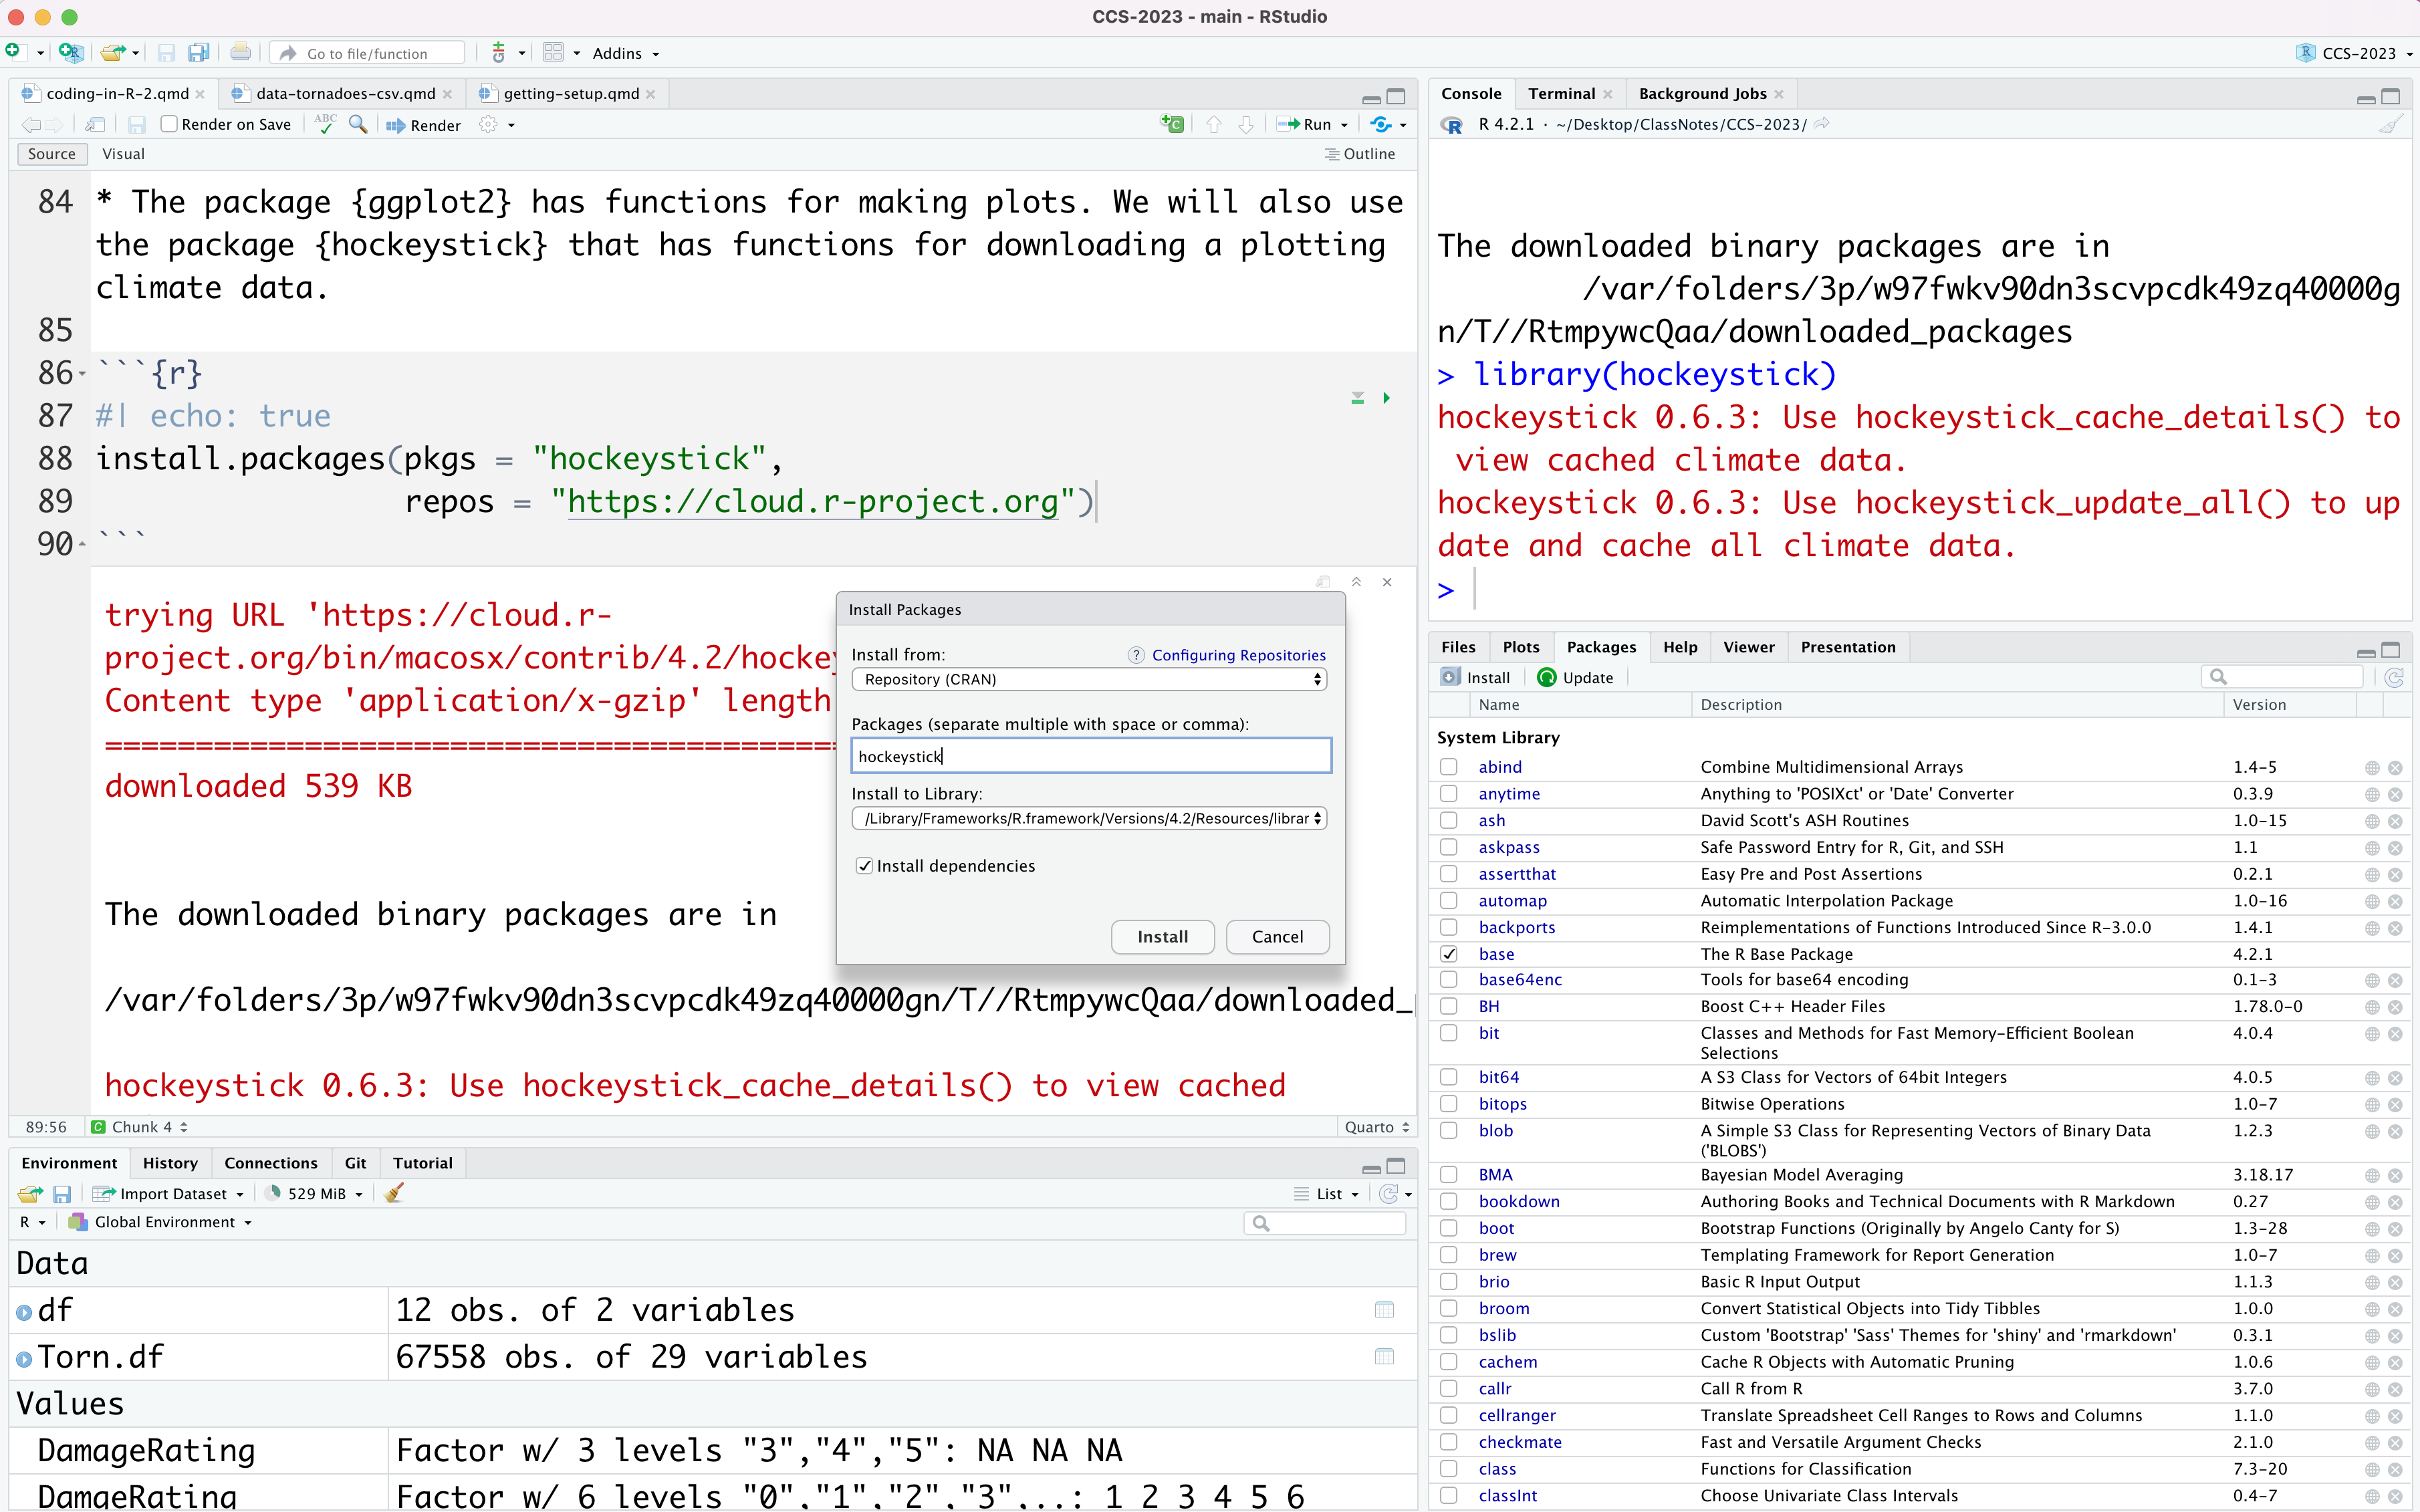 CCS-2023 - main - RStudio
Go to file/function
Addins
CCS-2023
coding-in-R-2.qmd
data-tornadoes-csv.qmd
getting-setup.qmd
Render on Save
ABC
Render
Run
Source
Visual
Outline
84 * The package {ggplot2} has functions for making plots. We will also use
the package {hockeystick} that has functions for downloading a plotting
climate data.
85
86 ```{r}
87 #| echo: true
88 install.packages(pkgs = "hockeystick",
89 repos = "https://cloud.r-project.org")
90 ```
trying URL 'https://cloud.r-
project.org/bin/macosx/contrib/4.2/hockey
Content type 'application/x-gzip' length
==================================================
downloaded 539 KB
The downloaded binary packages are in
/var/folders/3p/w97fwkv90dn3scvpcdk49zq40000gn/T//RtmpywcQaa/downloaded_
hockeystick 0.6.3: Use hockeystick_cache_details() to view cached
89:56
C Chunk 4
Quarto
Install Packages
Install from:
? Configuring Repositories
Repository (CRAN)
Packages (separate multiple with space or comma):
hockeystick
Install to Library:
/Library/Frameworks/R.framework/Versions/4.2/Resources/librar
Install dependencies
Install
Cancel
Environment
History
Connections
Git
Tutorial
Import Dataset
529 MiB
List
R
Global Environment
Data
df 12 obs. of 2 variables
Torn.df 67558 obs. of 29 variables
Values
DamageRating Factor w/ 3 levels "3","4","5": NA NA NA
DamgeRating Factor w/ 6 levels "0","1","2","3",..: 1 2 3 4 5 6
Console
Terminal
Background Jobs
R 4.2.1 · ~/Desktop/ClassNotes/CCS-2023/
The downloaded binary packages are in
/var/folders/3p/w97fwkv90dn3scvpcdk49zq40000g
n/T//RtmpywcQaa/downloaded_packages
> library(hockeystick)
hockeystick 0.6.3: Use hockeystick_cache_details() to
view cached climate data.
hockeystick 0.6.3: Use hockeystick_update_all() to up
date and cache all climate data.
>
Files
Plots
Packages
Help
Viewer
Presentation
Install
Update
Name Description Version
System Library
abind Combine Multidimensional Arrays 1.4-5
anytime Anything to 'POSIXct' or 'Date' Converter 0.3.9
ash David Scott's ASH Routines 1.0-15
askpass Safe Password Entry for R, Git, and SSH 1.1
assertthat Easy Pre and Post Assertions 0.2.1
automap Automatic Interpolation Package 1.0-16
backports Reimplementations of Functions Introduced Since R-3.0.0 1.4.1
base The R Base Package 4.2.1
base64enc Tools for base64 encoding 0.1-3
BH Boost C++ Header Files 1.78.0-0
bit Classes and Methods for Fast Memory-Efficient Boolean 4.0.4
Selections
bit64 A S3 Class for Vectors of 64bit Integers 4.0.5
bitops Bitwise Operations 1.0-7
blob A Simple S3 Class for Representing Vectors of Binary Data 1.2.3
('BLOBS')
BMA Bayesian Model Averaging 3.18.17
bookdown Authoring Books and Technical Documents with R Markdown 0.27
boot Bootstrap Functions (Originally by Angelo Canty for S) 1.3-28
brew Templating Framework for Report Generation 1.0-7
brio Basic R Input Output 1.1.3
broom Convert Statistical Objects into Tidy Tibbles 1.0.0
bslib Custom 'Bootstrap' 'Sass' Themes for 'shiny' and 'rmarkdown' 0.3.1
cachem Cache R Objects with Automatic Pruning 1.0.6
callr Call R from R 3.7.0
cellranger Translate Spreadsheet Cell Ranges to Rows and Columns 1.1.0
checkmate Fast and Versatile Argument Checks 2.1.0
class Functions for Classification 7.3-20
classInt Choose Univariate Class Intervals 0.4-7